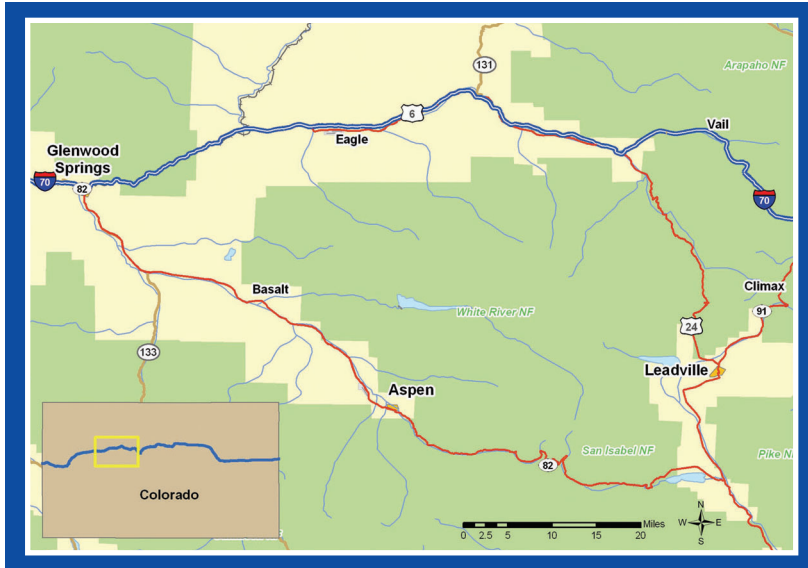 131
Arapaho NF
6
Eagle
Vail
Glenwood
Springs
70
82
70
Climax
Basalt
White River NF
91
24
133
Leadville
Aspen
San Isabel NF
Pike N
82
Colorado
N
W E
S
0 2.5 5 10 15 20 Miles